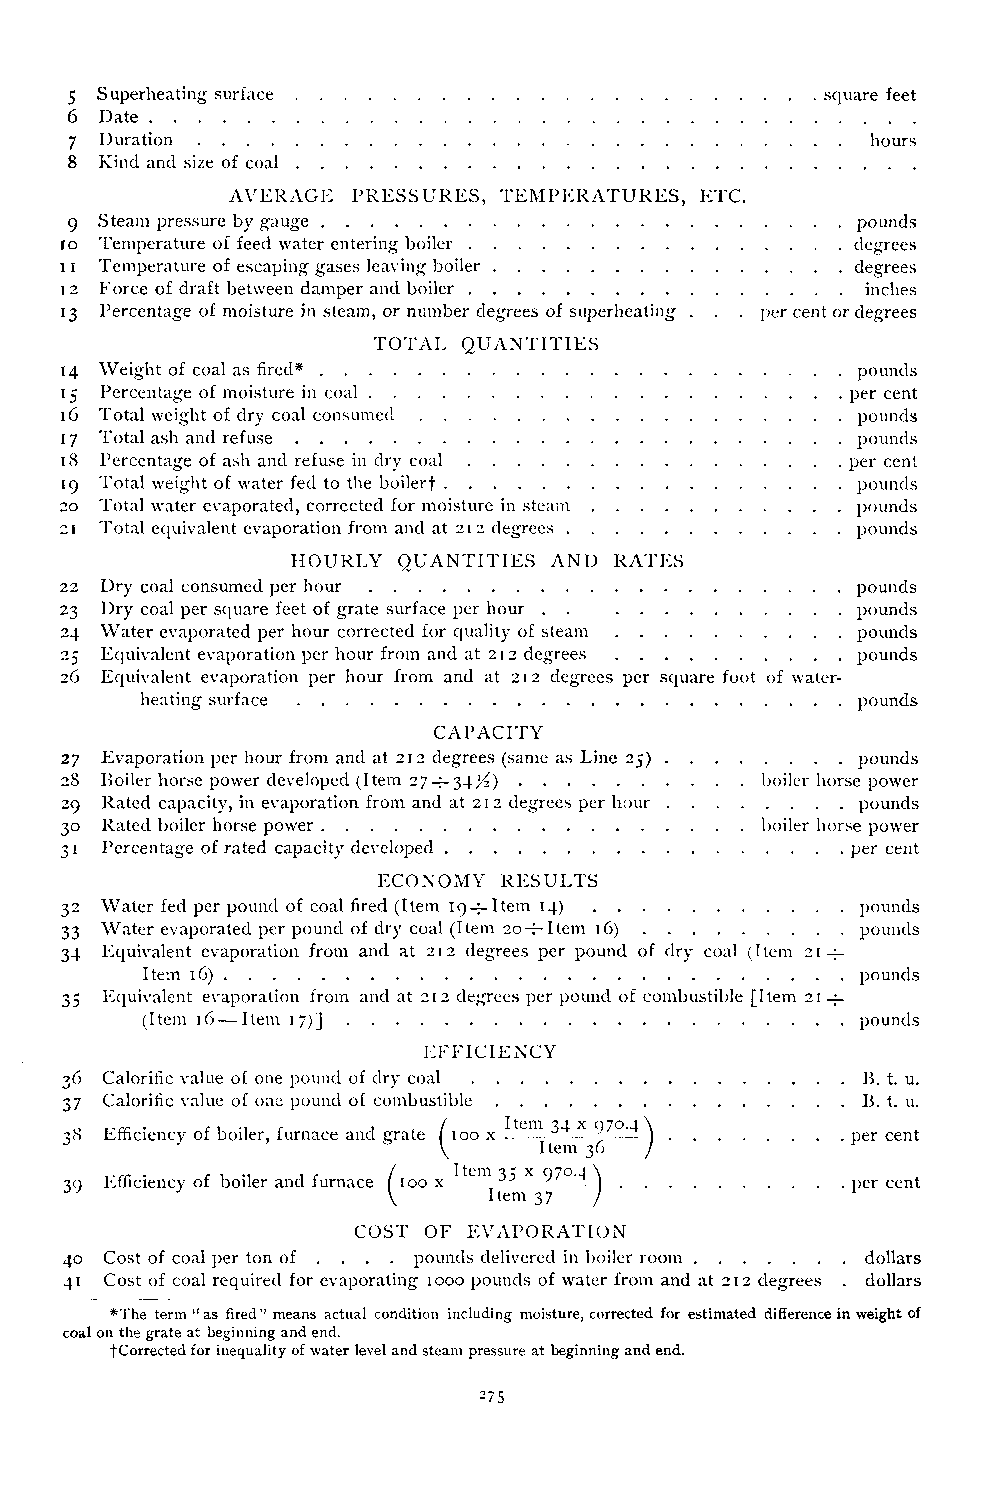 5 Superheating surface . . . . . . . . . . . . . . . . . . . . . . square feet
6 Date . . . . . . . . . . . . . . . . . . . . . . . . . . . . . . . .
7 Duration . . . . . . . . . . . . . . . . . . . . . . . . . . . hours
8 Kind and size of coal . . . . . . . . . . . . . . . . . . . . . . . . . .
AVERAGE PRESSURES, TEMPERATURES, ETC.
9 Steam pressure by gauge . . . . . . . . . . . . . . . . . . . . . . pounds
10 Temperature of feed water entering boiler . . . . . . . . . . . . . . . . degrees
11 Temperature of escaping gases leaving boiler . . . . . . . . . . . . . . . degrees
12 Force of draft between damper and boiler . . . . . . . . . . . . . . . . inches
13 Percentage of moisture in steam, or number degrees of superheating . . . per cent or degrees
TOTAL QUANTITIES
14 Weight of coal as fired* . . . . . . . . . . . . . . . . . . . . . . pounds
15 Percentage of moisture in coal . . . . . . . . . . . . . . . . . . . . per cent
16 Total weight of dry coal consumed . . . . . . . . . . . . . . . . . . pounds
17 Total ash and refuse . . . . . . . . . . . . . . . . . . . . . . . pounds
18 Percentage of ash and refuse in dry coal . . . . . . . . . . . . . . . . per cent
19 Total weight of water fed to the boiler† . . . . . . . . . . . . . . . . . pounds
20 Total water evaporated, corrected for moisture in steam . . . . . . . . . . . pounds
21 Total equivalent evaporation from and at 212 degrees . . . . . . . . . . . . pounds
HOURLY QUANTITIES AND RATES
22 Dry coal consumed per hour . . . . . . . . . . . . . . . . . . . . pounds
23 Dry coal per square feet of grate surface per hour . . . . . . . . . . . . pounds
24 Water evaporated per hour corrected for quality of steam . . . . . . . . . . pounds
25 Equivalent evaporation per hour from and at 212 degrees . . . . . . . . . . pounds
26 Equivalent evaporation per hour from and at 212 degrees per square foot of water-
heating surface . . . . . . . . . . . . . . . . . . . . . . . pounds
CAPACITY
27 Evaporation per hour from and at 212 degrees (same as Line 25) . . . . . . . . pounds
28 Boiler horse power developed (Item 27÷34½) . . . . . . . . . . boiler horse power
29 Rated capacity, in evaporation from and at 212 degrees per hour . . . . . . . . pounds
30 Rated boiler horse power . . . . . . . . . . . . . . . . . . boiler horse power
31 Percentage of rated capacity developed . . . . . . . . . . . . . . . . . per cent
ECONOMY RESULTS
32 Water fed per pound of coal fired (Item 19÷Item 14) . . . . . . . . . . . pounds
33 Water evaporated per pound of dry coal (Item 20÷Item 16) . . . . . . . . . pounds
34 Equivalent evaporation from and at 212 degrees per pound of dry coal (Item 21÷
Item 16) . . . . . . . . . . . . . . . . . . . . . . . . . . pounds
35 Equivalent evaporation from and at 212 degrees per pound of combustible [Item 21÷
(Item 16—Item 17)] . . . . . . . . . . . . . . . . . . . . . pounds
EFFICIENCY
36 Calorific value of one pound of dry coal . . . . . . . . . . . . . . . . B. t. u.
37 Calorific value of one pound of combustible . . . . . . . . . . . . . . . B. t. u.
38 Efficiency of boiler, furnace and grate (100 x Item 34 x 970.4 / Item 36) . . . . . . . . per cent
39 Efficiency of boiler and furnace (100 x Item 35 x 970.4 / Item 37) . . . . . . . . . . per cent
COST OF EVAPORATION
40 Cost of coal per ton of . . . . pounds delivered in boiler room . . . . . . . dollars
41 Cost of coal required for evaporating 1000 pounds of water from and at 212 degrees . dollars
*The term "as fired" means actual condition including moisture, corrected for estimated difference in weight of
coal on the grate at beginning and end.
†Corrected for inequality of water level and steam pressure at beginning and end.
275